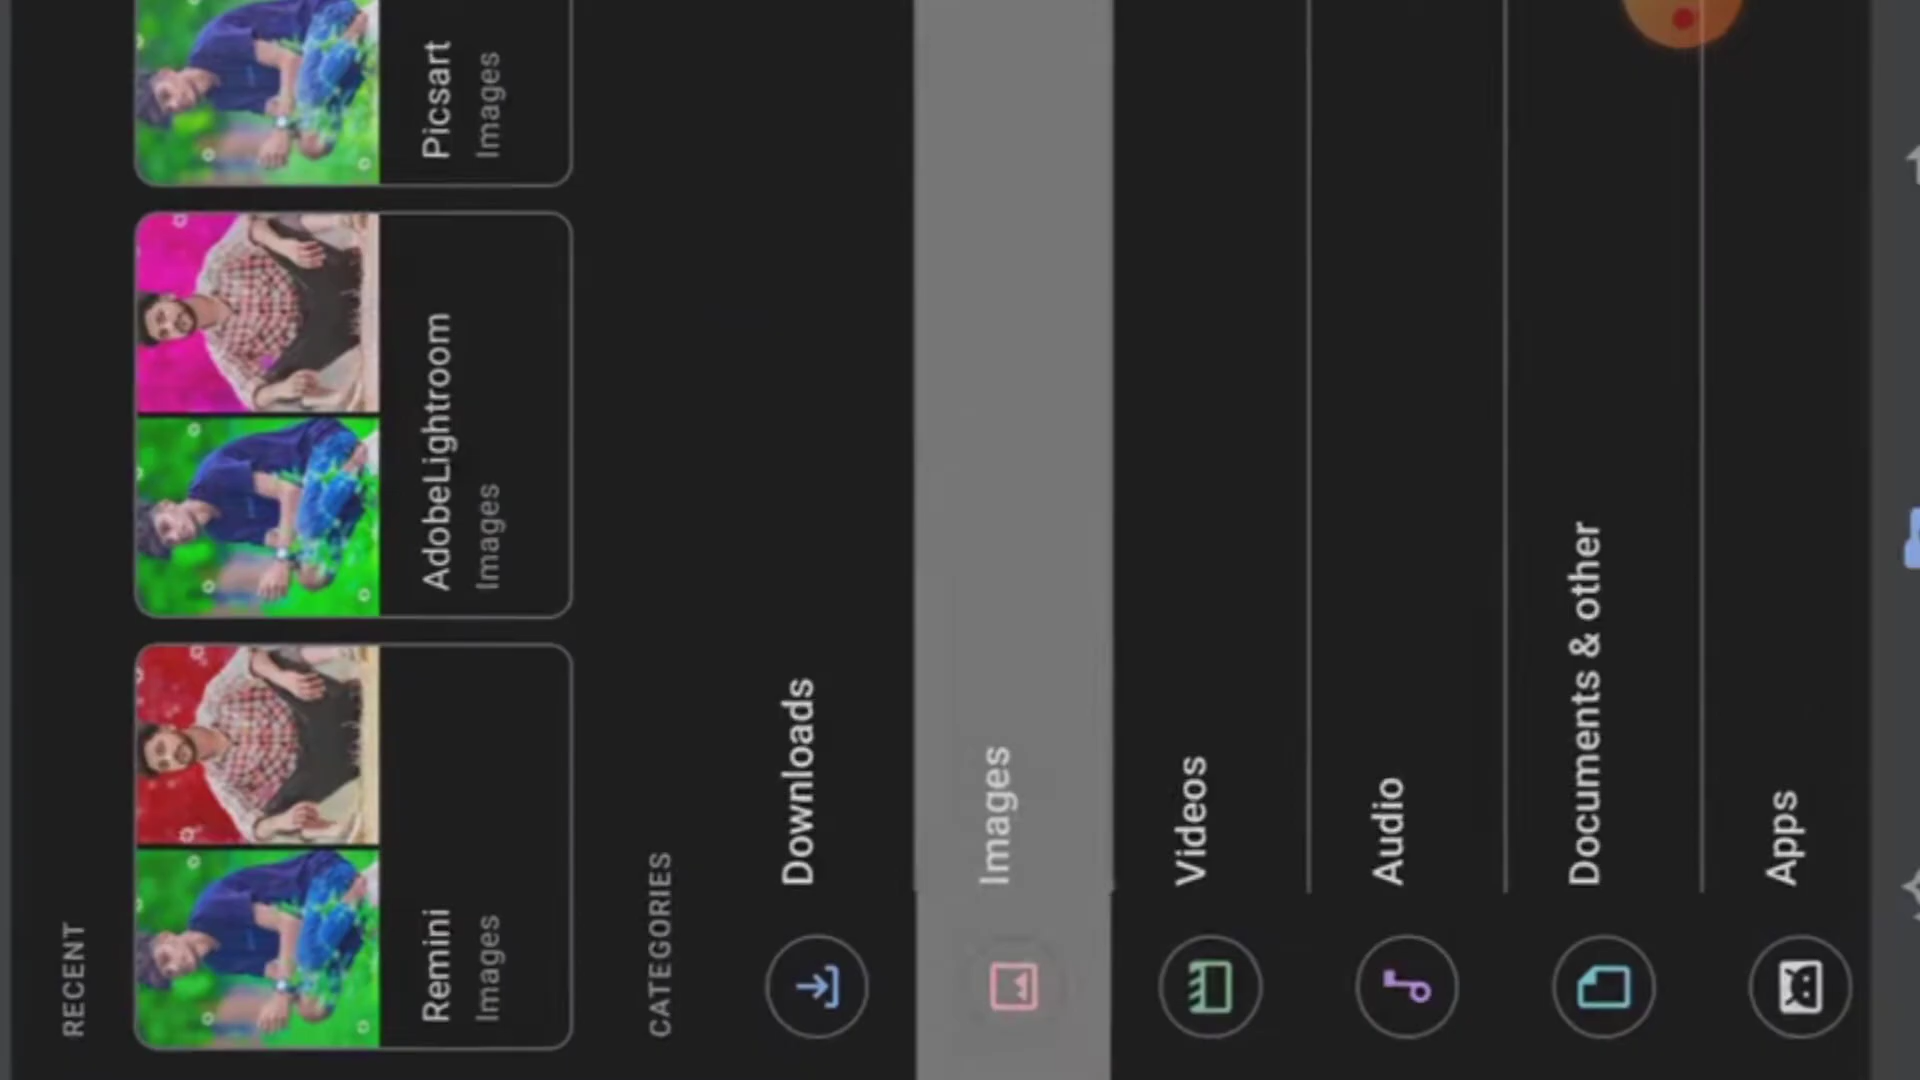 RECENT
Remini
Images
AdobeLightroom
Images
Picsart
Images
CATEGORIES
Downloads
Images
Videos
Audio
Documents & other
Apps